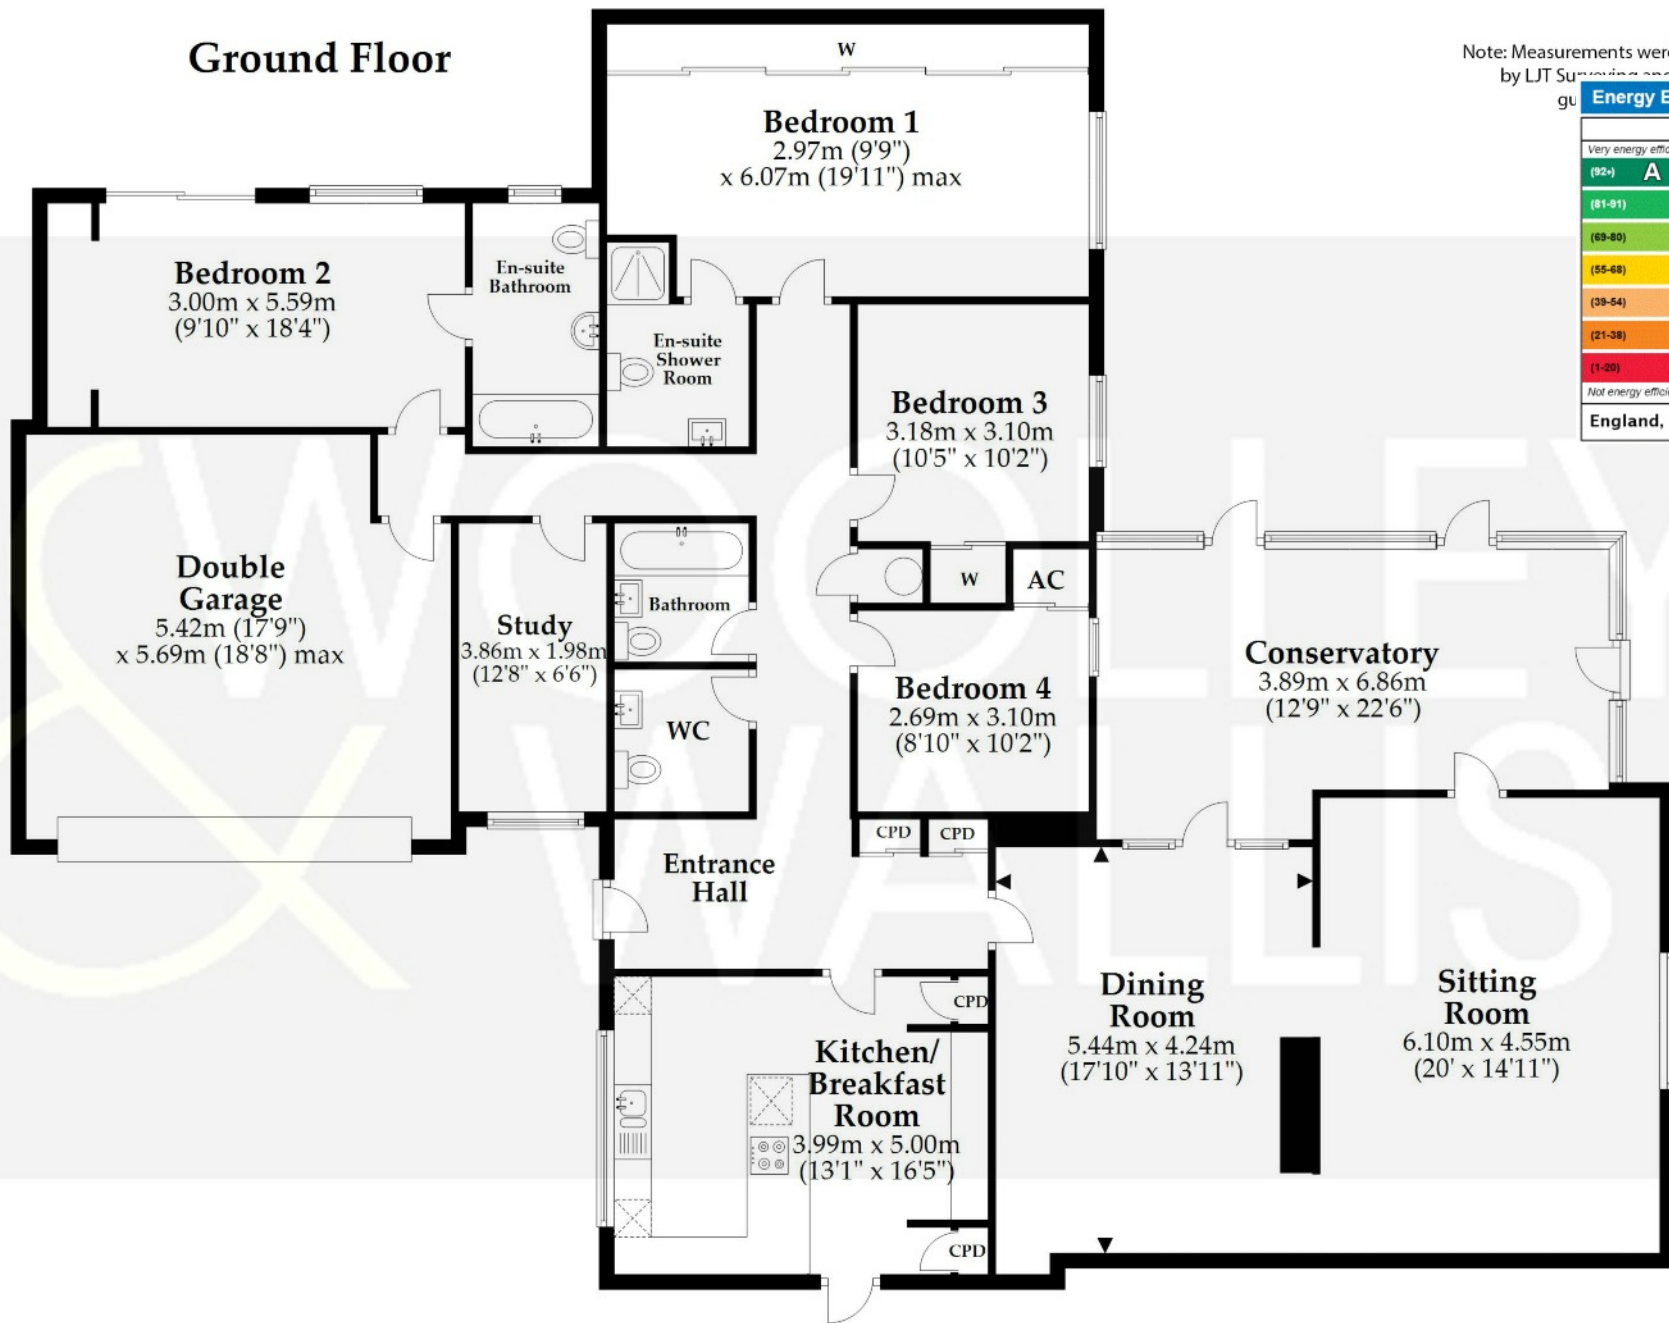 Ground Floor
Note: Measurements were
by LJT Surveying and
gu
Energy E
Very energy effic
(92+) A
(81-91)
(69-80)
(55-68)
(39-54)
(21-38)
(1-20)
Not energy effici
England,
W
Bedroom 1
2.97m (9'9")
x 6.07m (19'11") max
Bedroom 2
3.00m x 5.59m
(9'10" x 18'4")
En-suite
Bathroom
En-suite
Shower
Room
Bedroom 3
3.18m x 3.10m
(10'5" x 10'2")
Double
Garage
5.42m (17'9")
x 5.69m (18'8") max
Study
3.86m x 1.98m
(12'8" x 6'6")
Bathroom
W
AC
WC
Bedroom 4
2.69m x 3.10m
(8'10" x 10'2")
Conservatory
3.89m x 6.86m
(12'9" x 22'6")
CPD
CPD
Entrance
Hall
Dining
Room
5.44m x 4.24m
(17'10" x 13'11")
Sitting
Room
6.10m x 4.55m
(20' x 14'11")
CPD
Kitchen/
Breakfast
Room
3.99m x 5.00m
(13'1" x 16'5")
CPD
WOOLLEY
& WALLIS